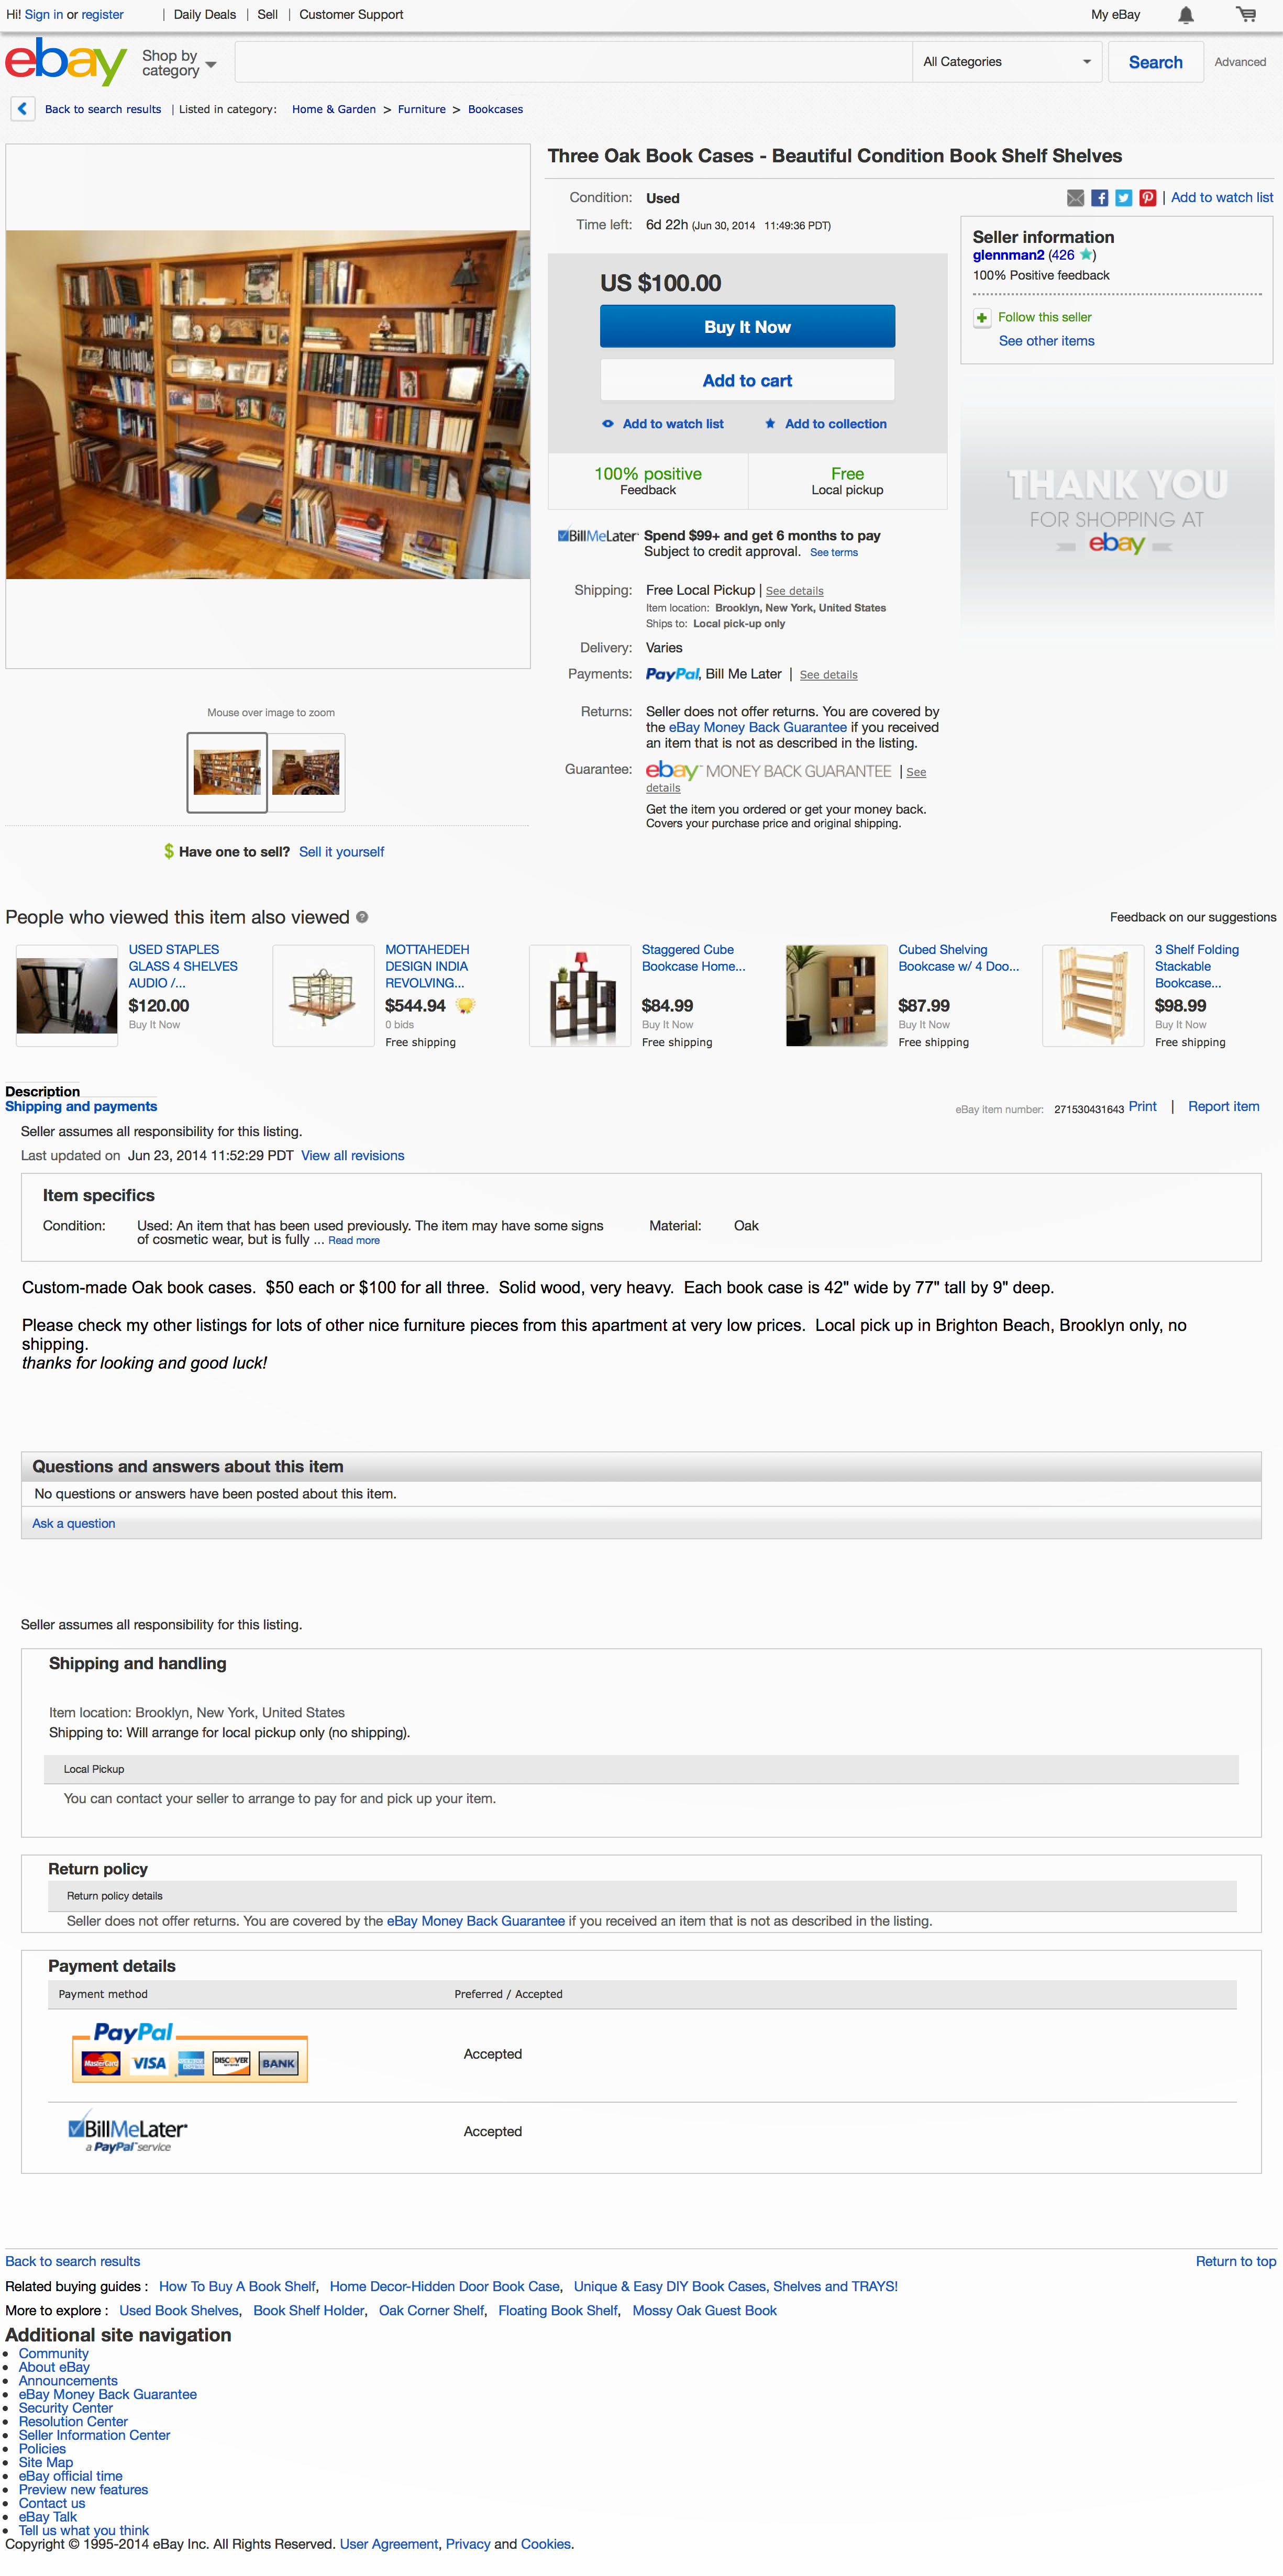 Hi! Sign in or register | Daily Deals | Sell | Customer Support My eBay
ebay Shop by category All Categories Search Advanced
Back to search results | Listed in category: Home & Garden > Furniture > Bookcases
Three Oak Book Cases - Beautiful Condition Book Shelf Shelves
Condition: Used
| Add to watch list
Time left: 6d 22h (Jun 30, 2014 11:49:36 PDT)
Seller information
glennman2 (426 )
100% Positive feedback
Follow this seller
See other items
US $100.00
Buy It Now
Add to cart
Add to watch list Add to collection
100% positive
Feedback
Free
Local pickup
THANK YOU
FOR SHOPPING AT
ebay
BillMeLater Spend $99+ and get 6 months to pay
Subject to credit approval. See terms
Shipping: Free Local Pickup | See details
Item location: Brooklyn, New York, United States
Ships to: Local pick-up only
Delivery: Varies
Payments: PayPal, Bill Me Later | See details
Returns: Seller does not offer returns. You are covered by
the eBay Money Back Guarantee if you received
an item that is not as described in the listing.
Guarantee: ebay MONEY BACK GUARANTEE | See
details
Get the item you ordered or get your money back.
Covers your purchase price and original shipping.
Mouse over image to zoom
$ Have one to sell? Sell it yourself
People who viewed this item also viewed ?
Feedback on our suggestions
USED STAPLES
GLASS 4 SHELVES
AUDIO /...
$120.00
Buy It Now
MOTTAHEDEH
DESIGN INDIA
REVOLVING...
$544.94
0 bids
Free shipping
Staggered Cube
Bookcase Home...
$84.99
Buy It Now
Free shipping
Cubed Shelving
Bookcase w/ 4 Doo...
$87.99
Buy It Now
Free shipping
3 Shelf Folding
Stackable
Bookcase...
$98.99
Buy It Now
Free shipping
Description
Shipping and payments
eBay item number: 271530431643 Print | Report item
Seller assumes all responsibility for this listing.
Last updated on Jun 23, 2014 11:52:29 PDT View all revisions
Item specifics
Condition: Used: An item that has been used previously. The item may have some signs
of cosmetic wear, but is fully ... Read more
Material: Oak
Custom-made Oak book cases. $50 each or $100 for all three. Solid wood, very heavy. Each book case is 42" wide by 77" tall by 9" deep.
Please check my other listings for lots of other nice furniture pieces from this apartment at very low prices. Local pick up in Brighton Beach, Brooklyn only, no
shipping.
thanks for looking and good luck!
Questions and answers about this item
No questions or answers have been posted about this item.
Ask a question
Seller assumes all responsibility for this listing.
Shipping and handling
Item location: Brooklyn, New York, United States
Shipping to: Will arrange for local pickup only (no shipping).
Local Pickup
You can contact your seller to arrange to pay for and pick up your item.
Return policy
Return policy details
Seller does not offer returns. You are covered by the eBay Money Back Guarantee if you received an item that is not as described in the listing.
Payment details
Payment method Preferred / Accepted
PayPal
MasterCard VISA DISCOVER BANK
Accepted
BillMeLater
a PayPal service
Accepted
Back to search results Return to top
Related buying guides : How To Buy A Book Shelf, Home Decor-Hidden Door Book Case, Unique & Easy DIY Book Cases, Shelves and TRAYS!
More to explore : Used Book Shelves, Book Shelf Holder, Oak Corner Shelf, Floating Book Shelf, Mossy Oak Guest Book
Additional site navigation
Community
About eBay
Announcements
eBay Money Back Guarantee
Security Center
Resolution Center
Seller Information Center
Policies
Site Map
eBay official time
Preview new features
Contact us
eBay Talk
Tell us what you think
Copyright © 1995-2014 eBay Inc. All Rights Reserved. User Agreement, Privacy and Cookies.